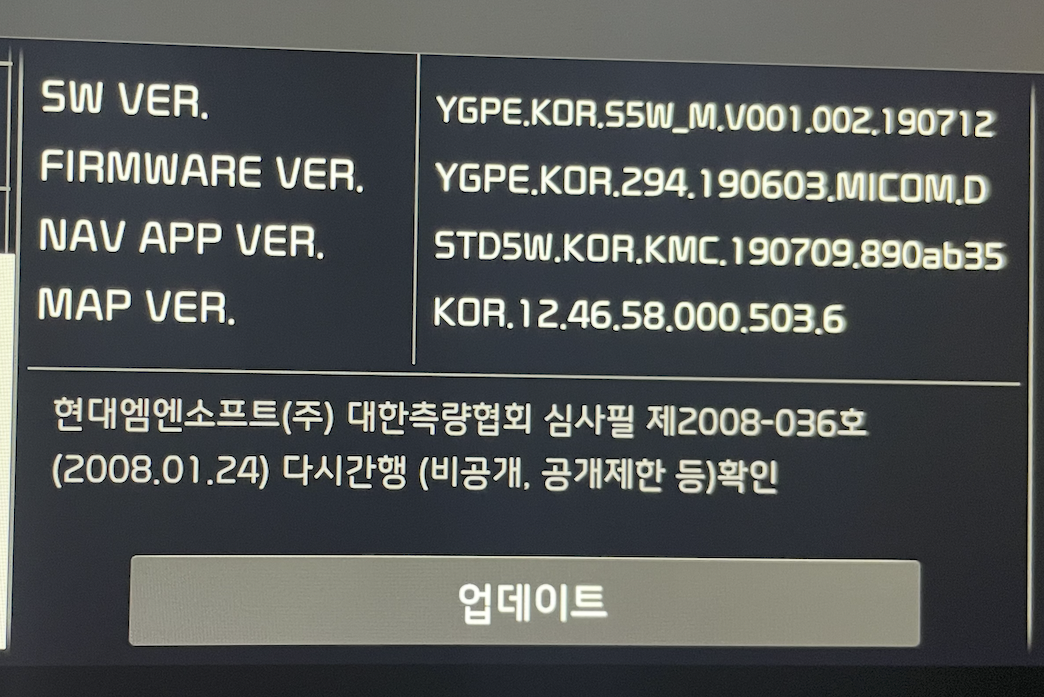 SW VER. YGPE.KOR.S5W_M.V001.002.190712
FIRMWARE VER. YGPE.KOR.294.190603.MICOM.D
NAV APP VER. STD5W.KOR.KMC.190709.890ab35
MAP VER. KOR.12.46.58.000.503.6
현대엠엔소프트(주) 대한측량협회 심사필 제2008-036호
(2008.01.24) 다시간행 (비공개, 공개제한 등)확인
업데이트